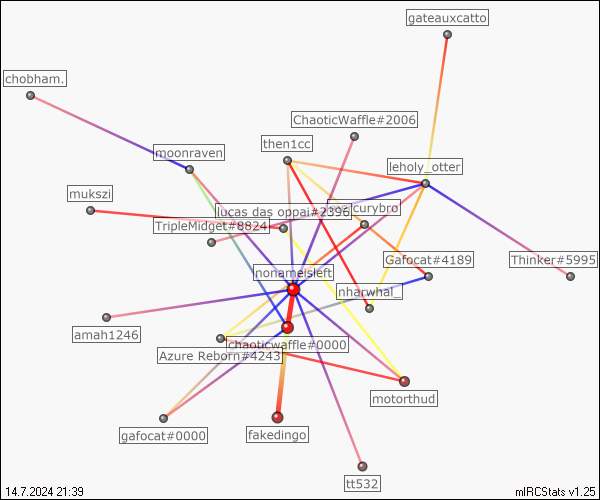 gateauxcatto
chobham.
ChaoticWaffle#2006
then1cc
moonraven
leholy_otter
mukszi
lucas das oppai#2396
curybro
TripleMidget#8824
Gafocat#4189
Thinker#5995
nonameisleft
nharwhal_
amah1246
chaoticwaffle#0000
Azure Reborn#4243
motorthud
gafocat#0000
fakedingo
tt532
14.7.2024 21:39
mIRCStats v1.25